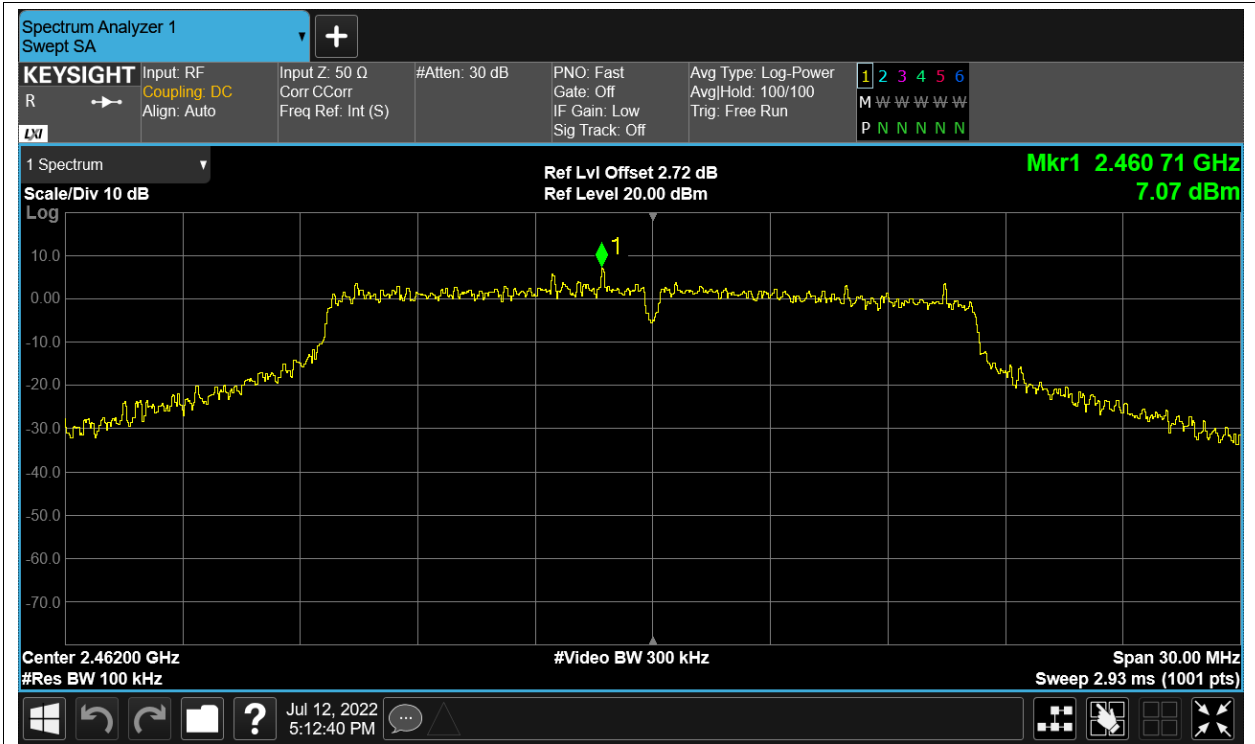 Spectrum Analyzer 1
Swept SA
KEYSIGHT
R
LXI
Input: RF
Coupling: DC
Align: Auto
Input Z: 50 Ω
Corr CCorr
Freq Ref: Int (S)
#Atten: 30 dB
PNO: Fast
Gate: Off
IF Gain: Low
Sig Track: Off
Avg Type: Log-Power
Avg|Hold: 100/100
Trig: Free Run
1 2 3 4 5 6
M W W W W W
P N N N N N
1 Spectrum
Scale/Div 10 dB
Log
Ref Lvl Offset 2.72 dB
Ref Level 20.00 dBm
Mkr1 2.460 71 GHz
7.07 dBm
1
10.0
0.00
-10.0
-20.0
-30.0
-40.0
-50.0
-60.0
-70.0
Center 2.46200 GHz
#Res BW 100 kHz
#Video BW 300 kHz
Span 30.00 MHz
Sweep 2.93 ms (1001 pts)
?
Jul 12, 2022
5:12:40 PM